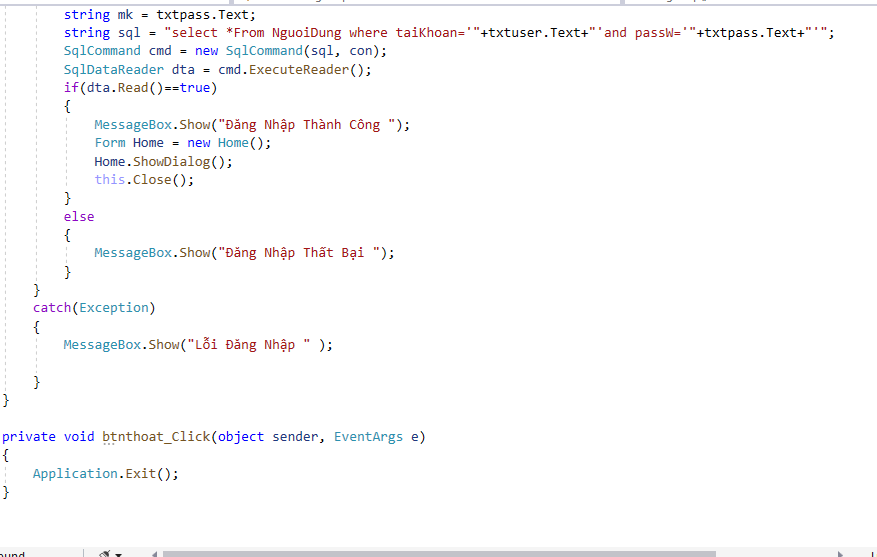 string mk = txtpass.Text;
string sql = "select *From NguoiDung where taiKhoan='"+txtuser.Text+"'and passW='"+txtpass.Text+"'";
SqlCommand cmd = new SqlCommand(sql, con);
SqlDataReader dta = cmd.ExecuteReader();
if(dta.Read()==true)
{
MessageBox.Show("Đăng Nhập Thành Công ");
Form Home = new Home();
Home.ShowDialog();
this.Close();
}
else
{
MessageBox.Show("Đăng Nhập Thất Bại ");
}
}
catch(Exception)
{
MessageBox.Show("Lỗi Đăng Nhập " );
}
}
private void btnthoat_Click(object sender, EventArgs e)
{
Application.Exit();
}